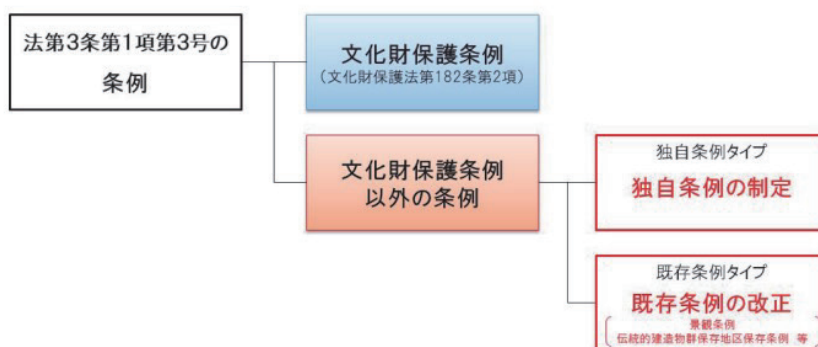 法第3条第1項第3号の
条例
文化財保護条例
（文化財保護法第182条第2項）
文化財保護条例
以外の条例
独自条例タイプ
独自条例の制定
既存条例タイプ
既存条例の改正
景観条例
伝統的建造物群保存地区保存条例 等